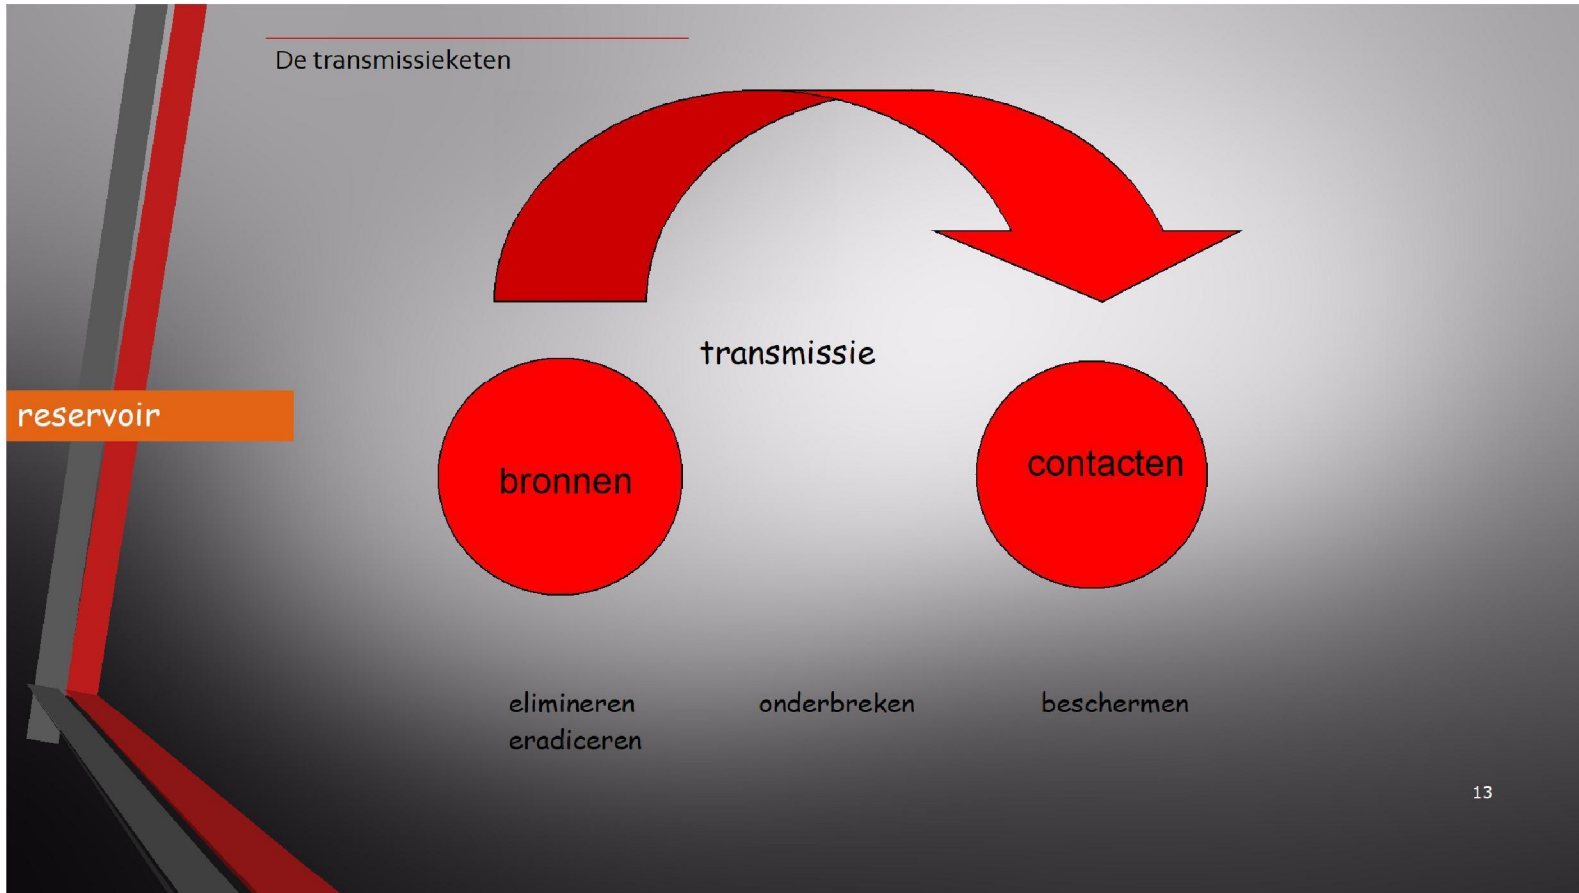 De transmissieketen
transmissie
reservoir
bronnen
contacten
elimineren
eradiceren
onderbreken
beschermen
13